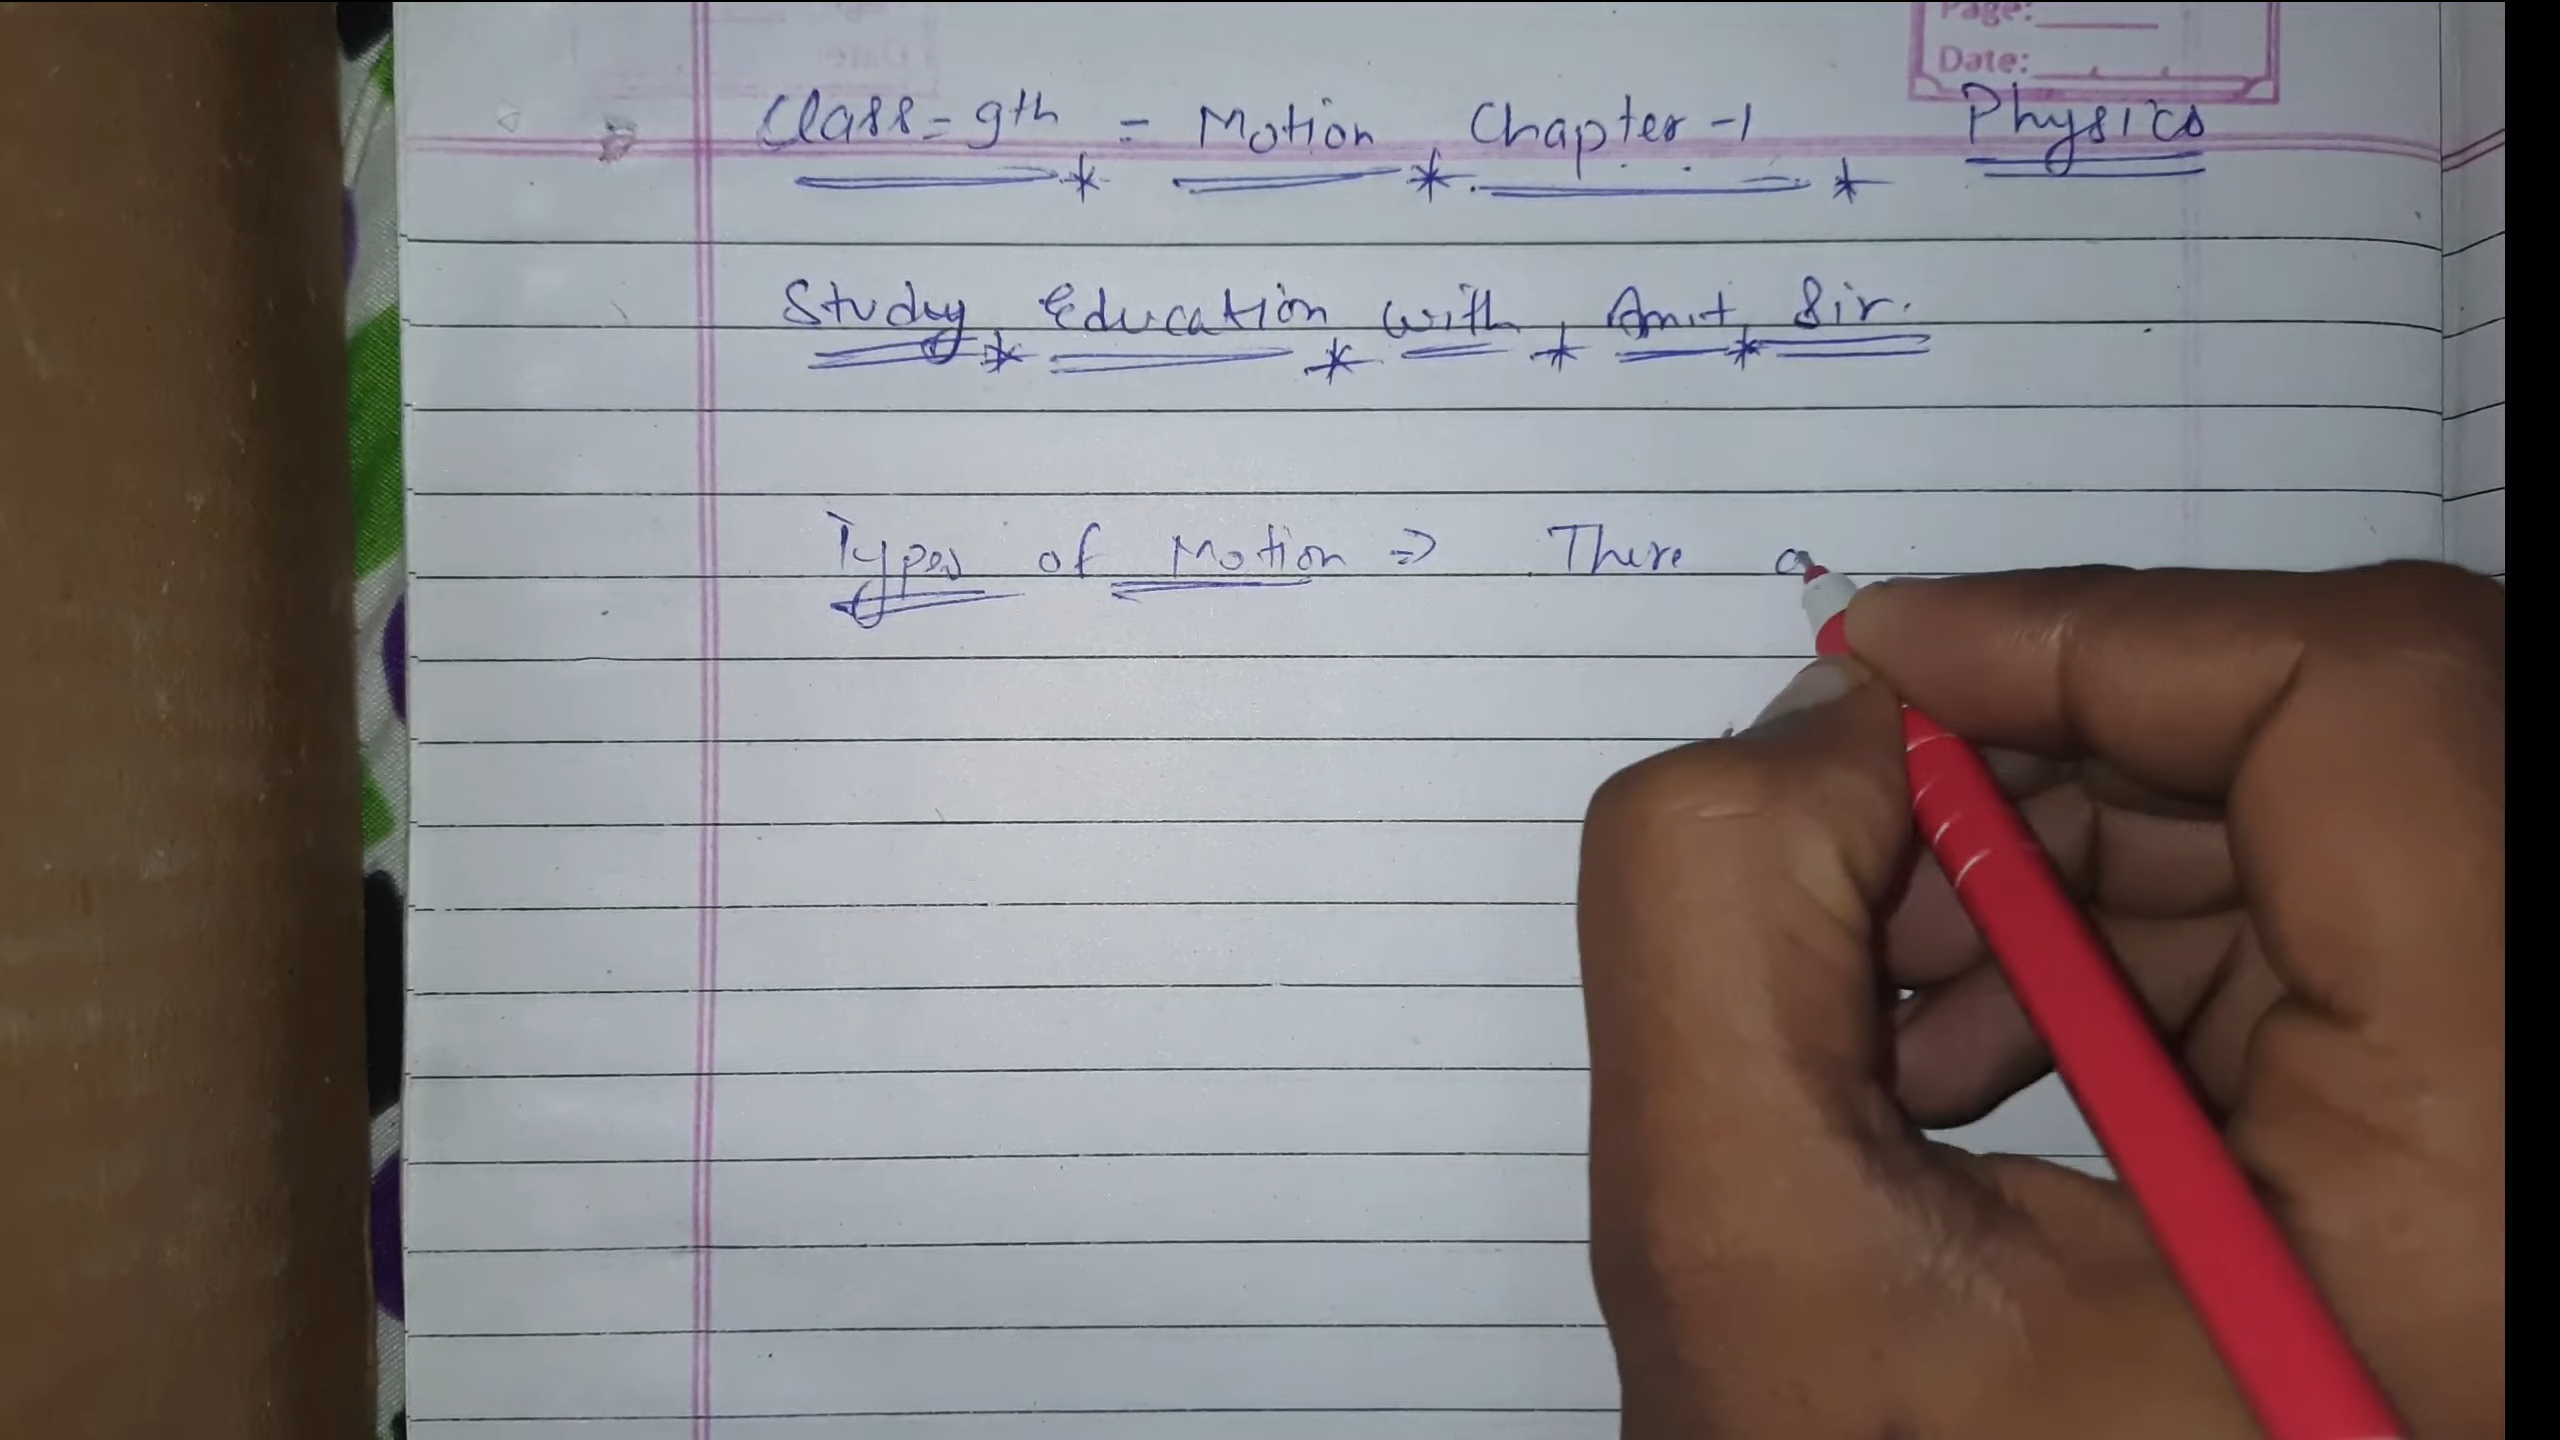 Page:
Date:
Class = 9th = Motion Chapter -1 Physics
Study Education with Amit Sir.
Types of Motion => There a